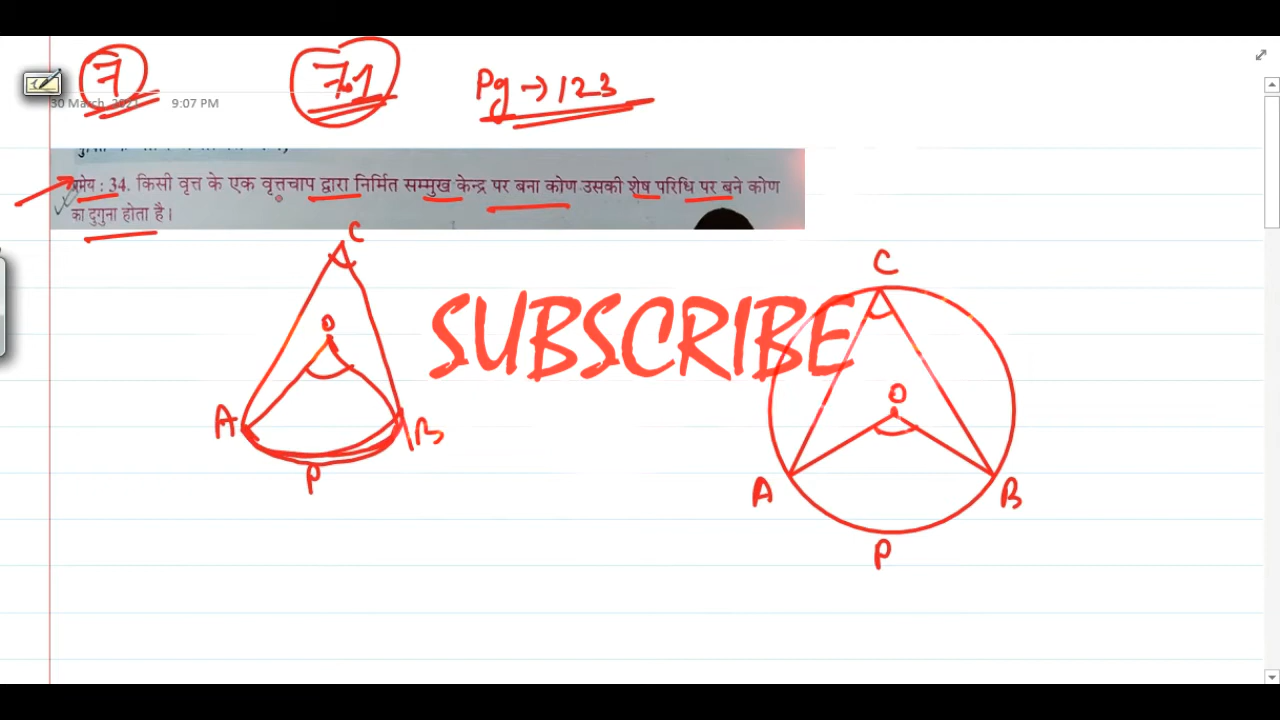 7 7.1 Pg → 123
30 March, 2021 9:07 PM
प्रमेय : 34. किसी वृत्त के एक वृत्तचाप द्वारा निर्मित सम्मुख केन्द्र पर बना कोण उसकी शेष परिधि पर बने कोण
का दुगुना होता है।
C
O
A
B
P
SUBSCRIBE
C
O
A
B
P